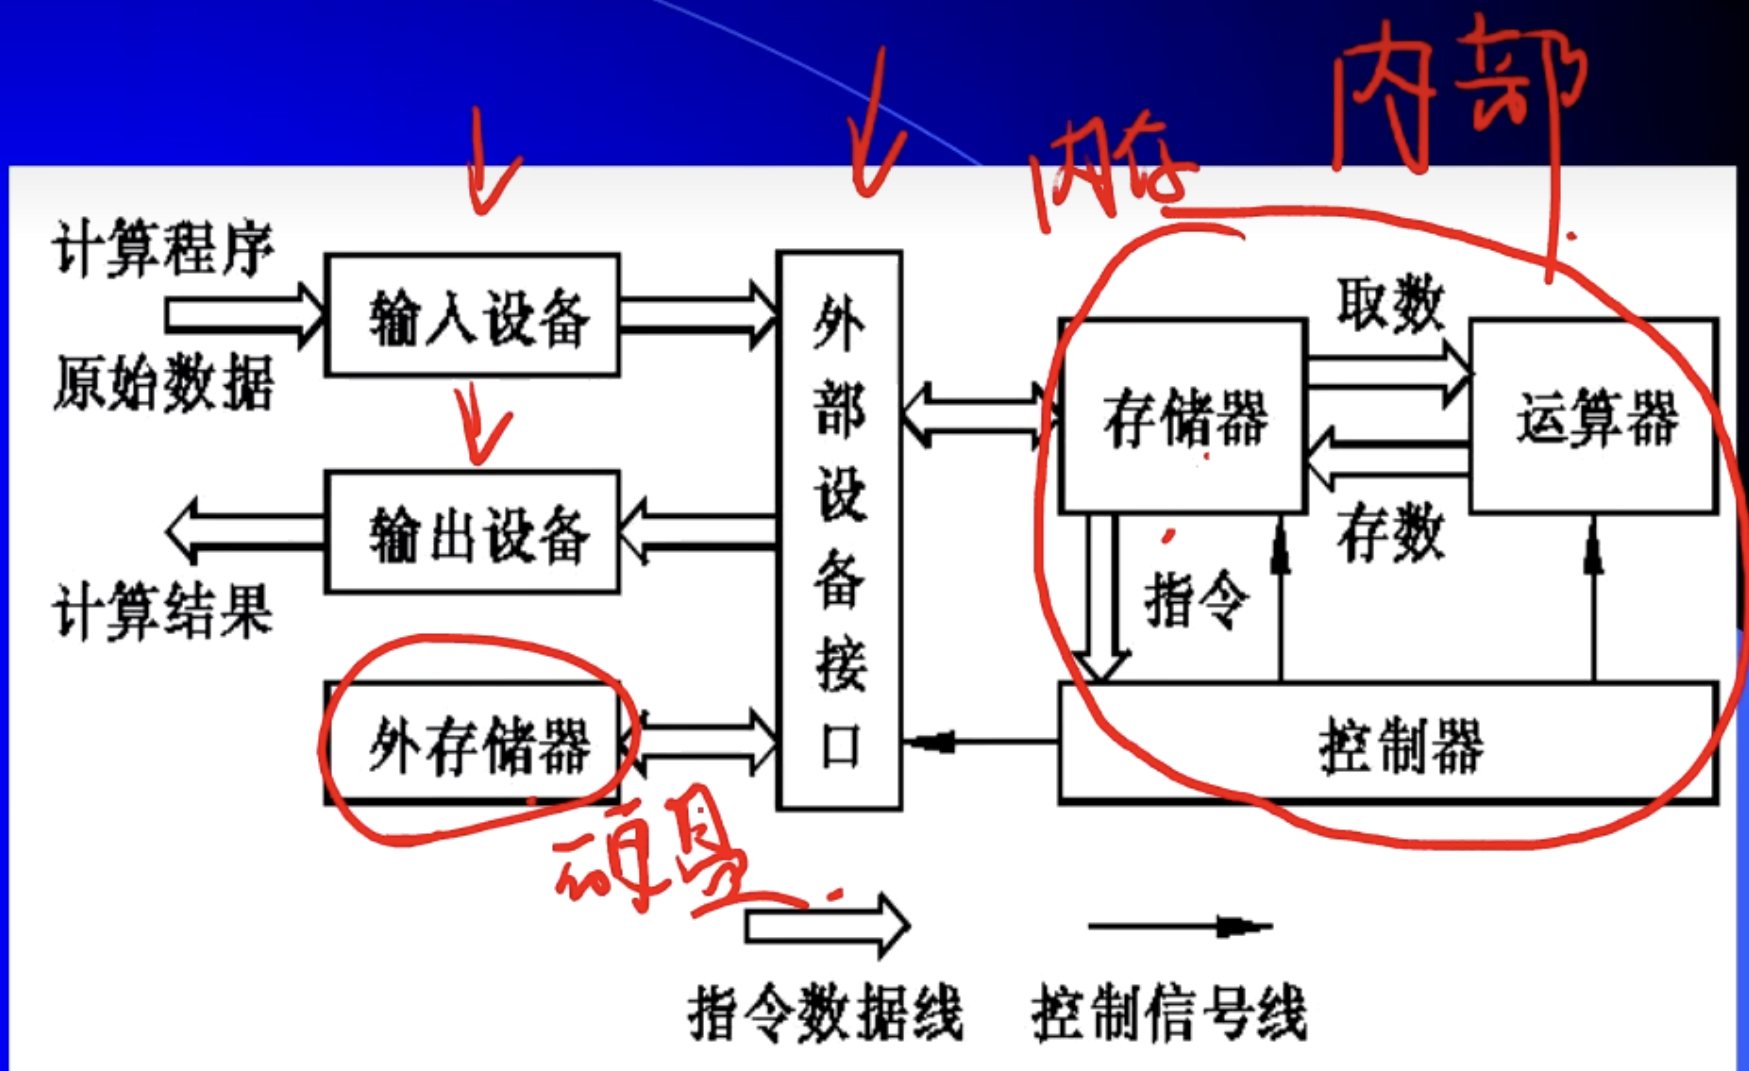 内部
内存
计算程序
原始数据
输入设备
外部设备接口
存储器
取数
存数
运算器
输出设备
计算结果
指令
外存储器
控制器
硬盘
指令数据线
控制信号线